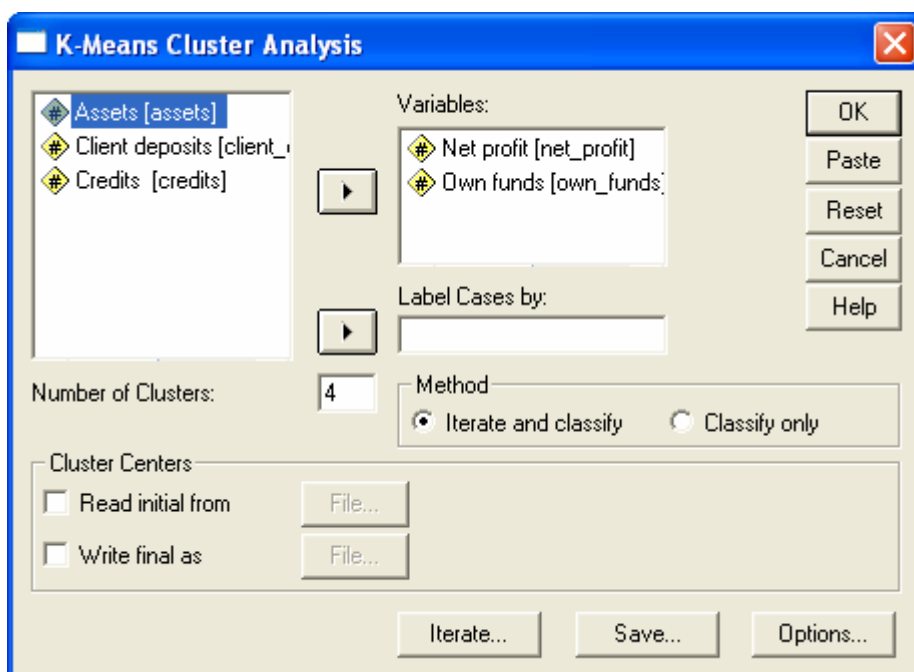 K-Means Cluster Analysis
Assets [assets]
Client deposits [client_
Credits [credits]
Variables:
Net profit [net_profit]
Own funds [own_funds]
OK
Paste
Reset
Cancel
Help
Label Cases by:
Number of Clusters: 4
Method
Iterate and classify
Classify only
Cluster Centers
Read initial from File...
Write final as File...
Iterate... Save... Options...